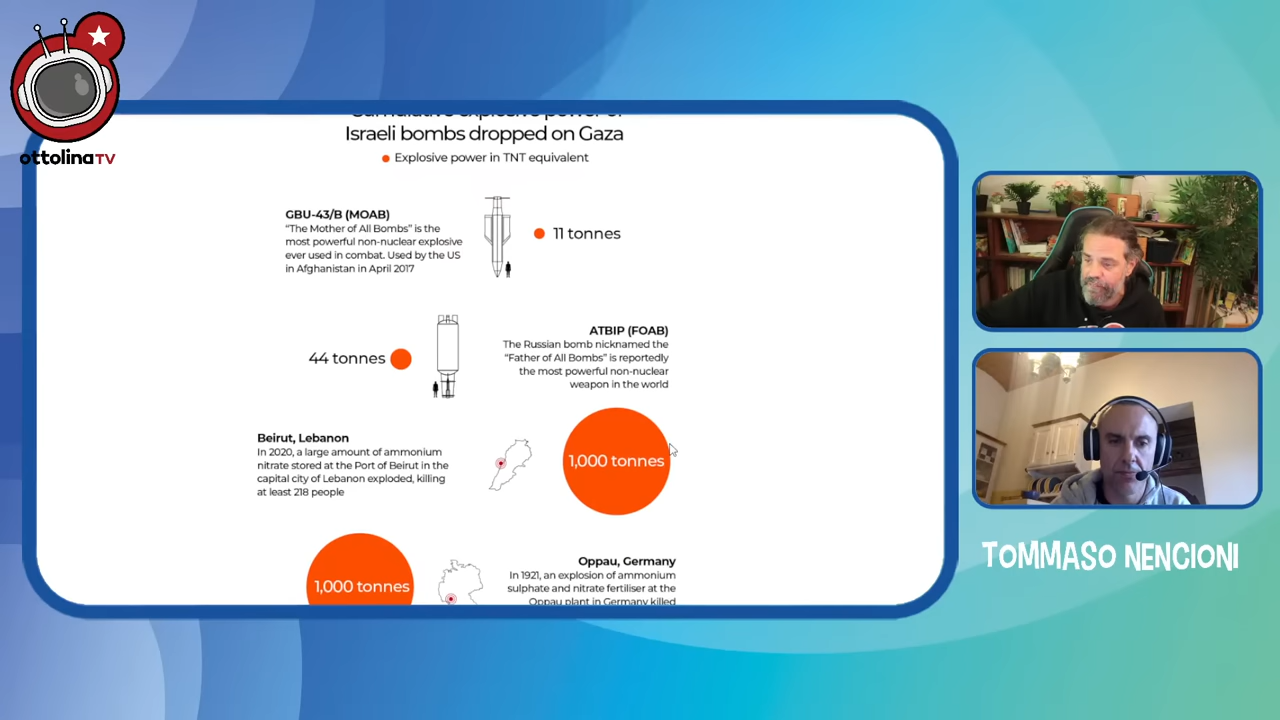 ottolinaTV
Cumulative explosive power of
Israeli bombs dropped on Gaza
Explosive power in TNT equivalent
GBU-43/B (MOAB)
“The Mother of All Bombs” is the
most powerful non-nuclear explosive
ever used in combat. Used by the US
in Afghanistan in April 2017
11 tonnes
44 tonnes
ATBIP (FOAB)
The Russian bomb nicknamed the
“Father of All Bombs” is reportedly
the most powerful non-nuclear
weapon in the world
Beirut, Lebanon
In 2020, a large amount of ammonium
nitrate stored at the Port of Beirut in the
capital city of Lebanon exploded, killing
at least 218 people
1,000 tonnes
1,000 tonnes
Oppau, Germany
In 1921, an explosion of ammonium
sulphate and nitrate fertiliser at the
Oppau plant in Germany killed
TOMMASO NENCIONI